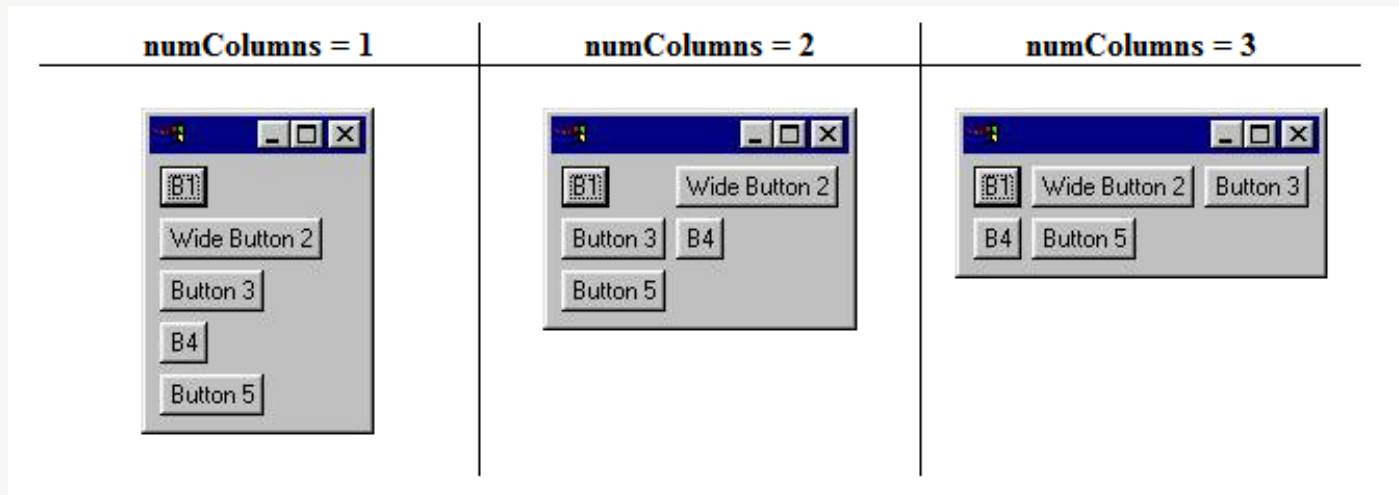 numColumns = 1
numColumns = 2
numColumns = 3
B1
Wide Button 2
Button 3
B4
Button 5
B1 Wide Button 2
Button 3 B4
Button 5
B1 Wide Button 2 Button 3
B4 Button 5